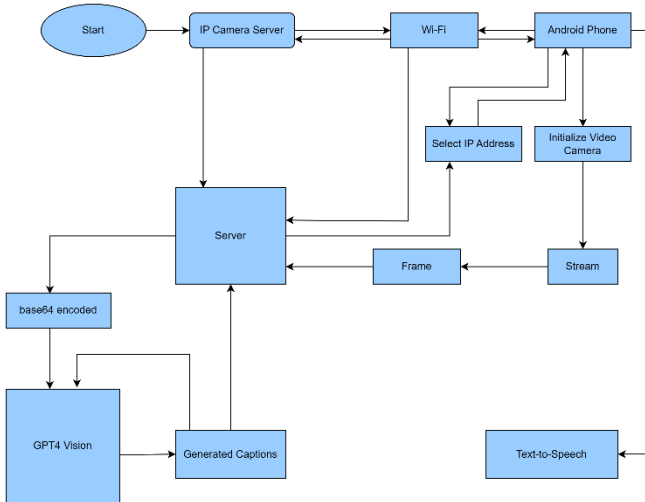 Start
IP Camera Server
Wi-Fi
Android Phone
Select IP Address
Initialize Video
Camera
Server
Frame
Stream
base64 encoded
GPT4 Vision
Generated Captions
Text-to-Speech